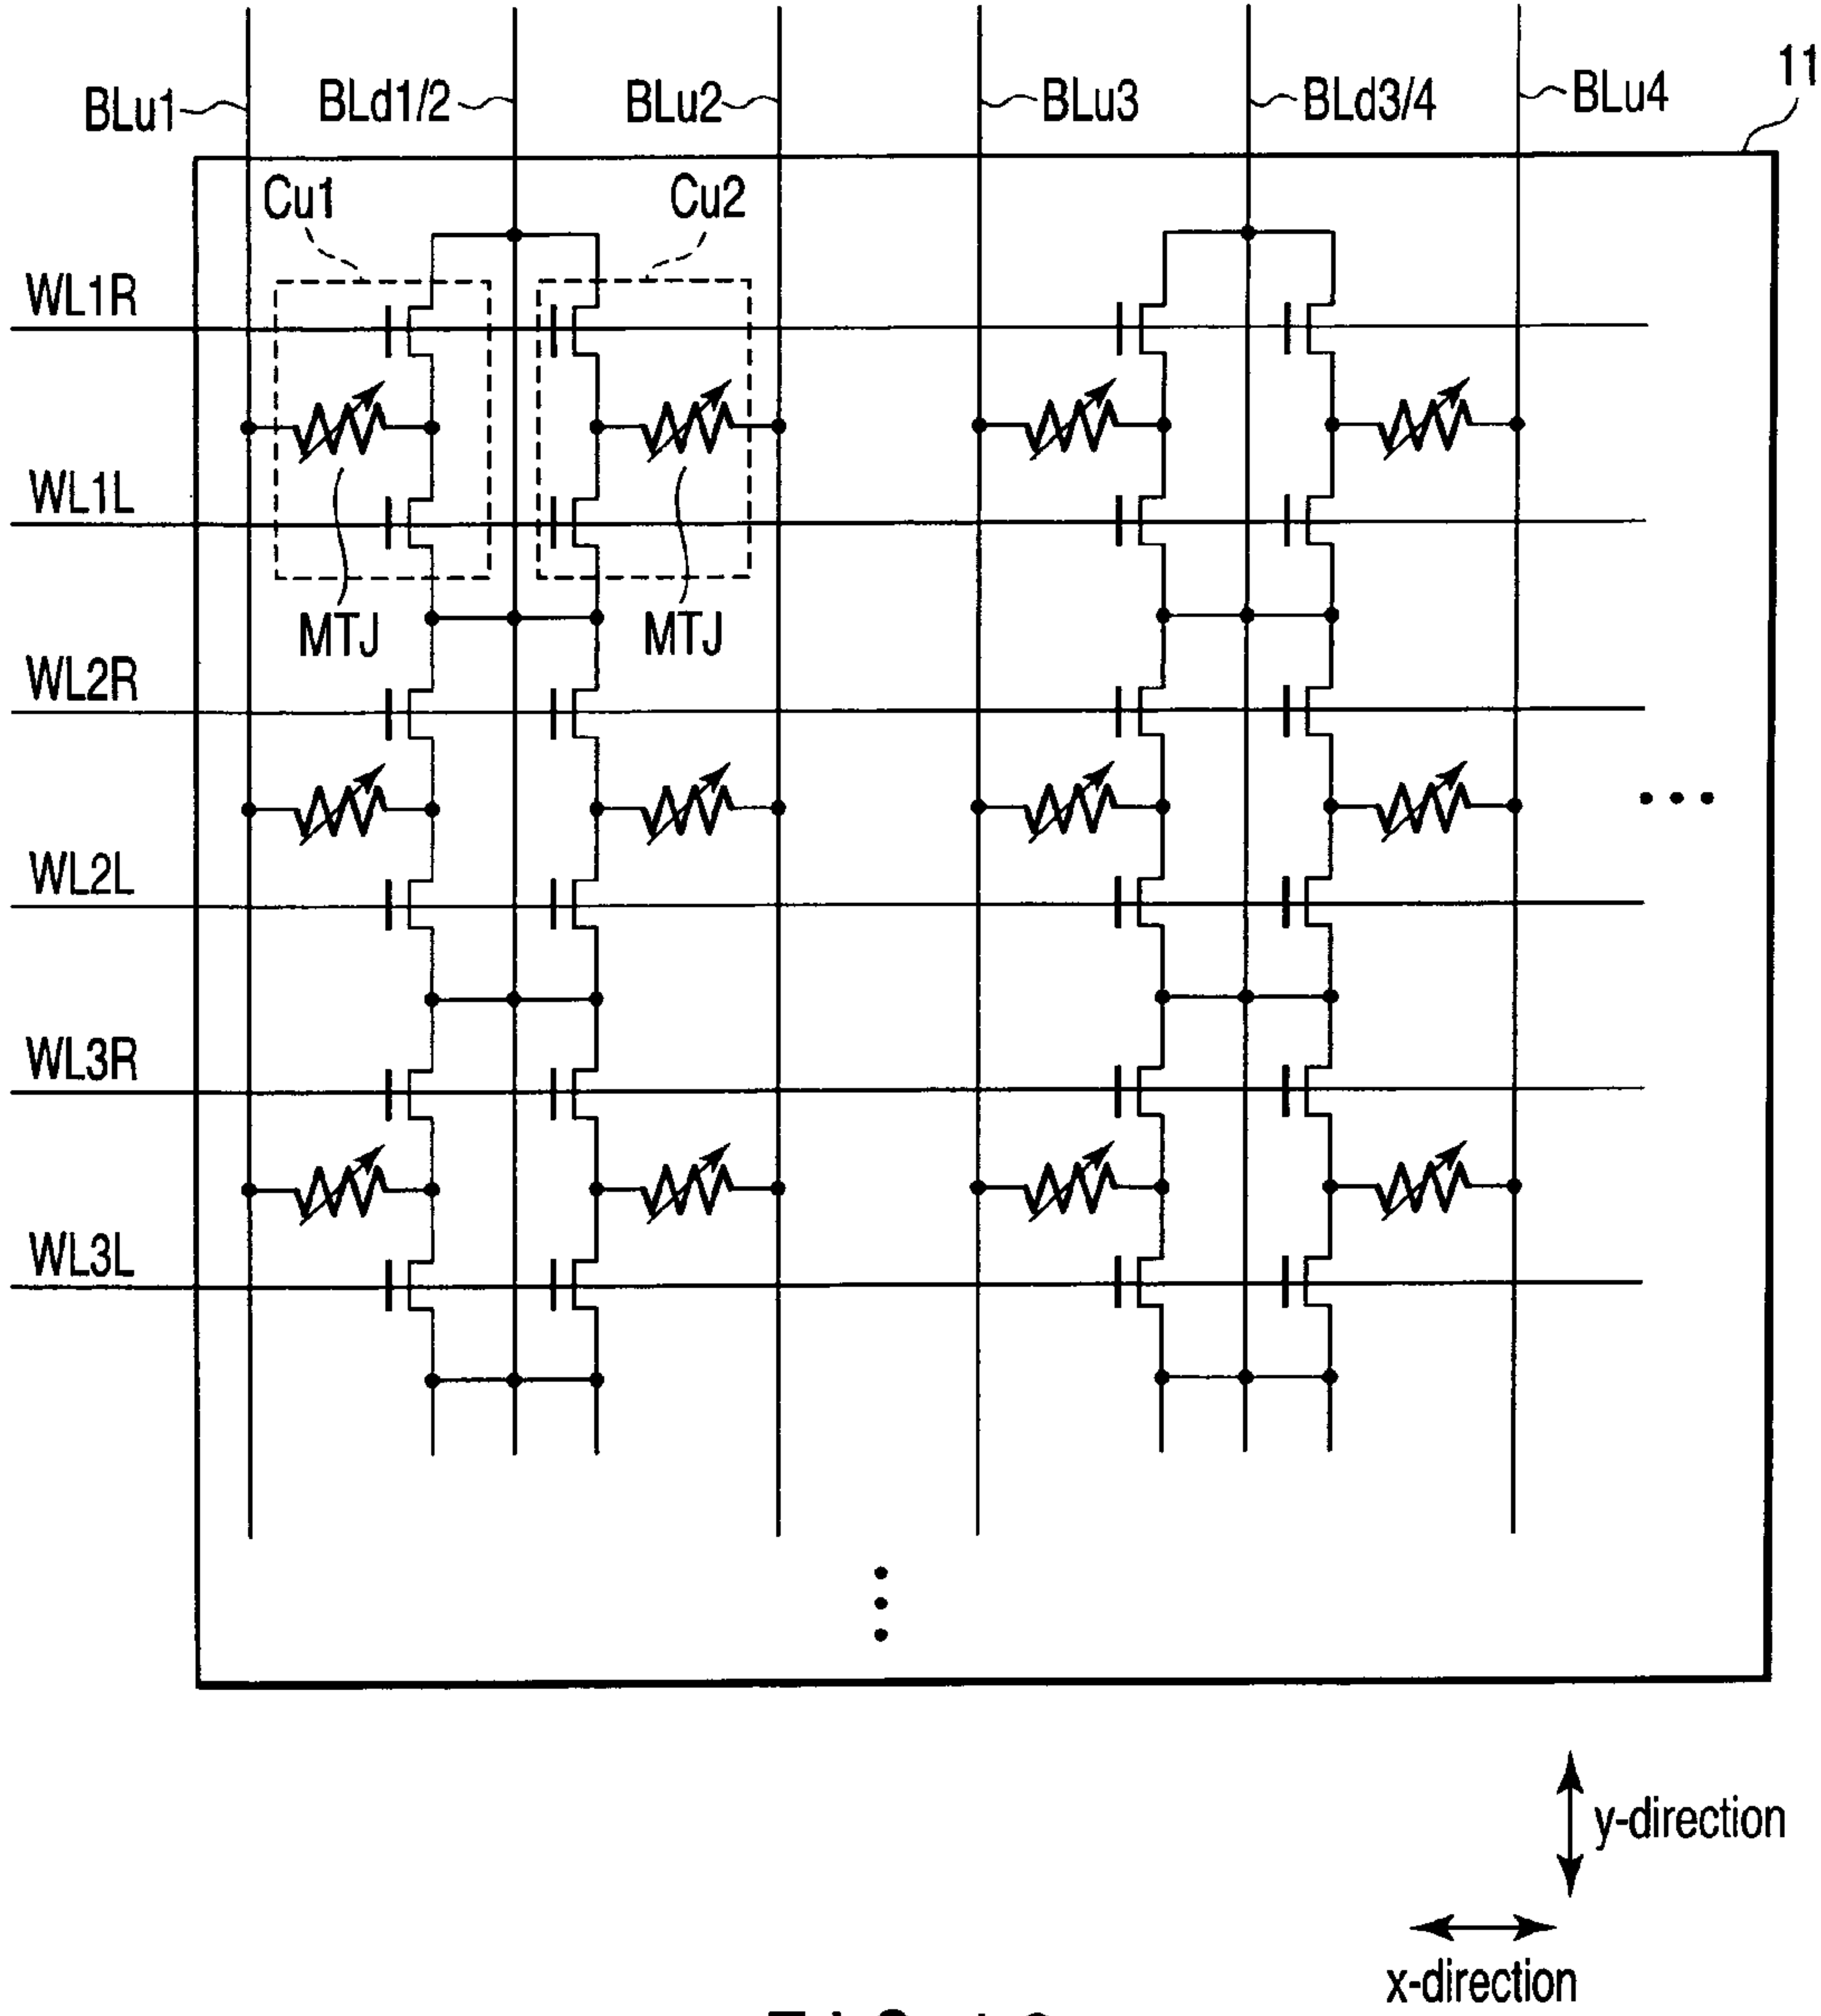 11
BLu1 BLd1/2 BLu2 BLu3 BLd3/4 BLu4
Cu1 Cu2
WL1R
WL1L
MTJ MTJ
WL2R
WL2L
WL3R
WL3L
y-direction
x-direction